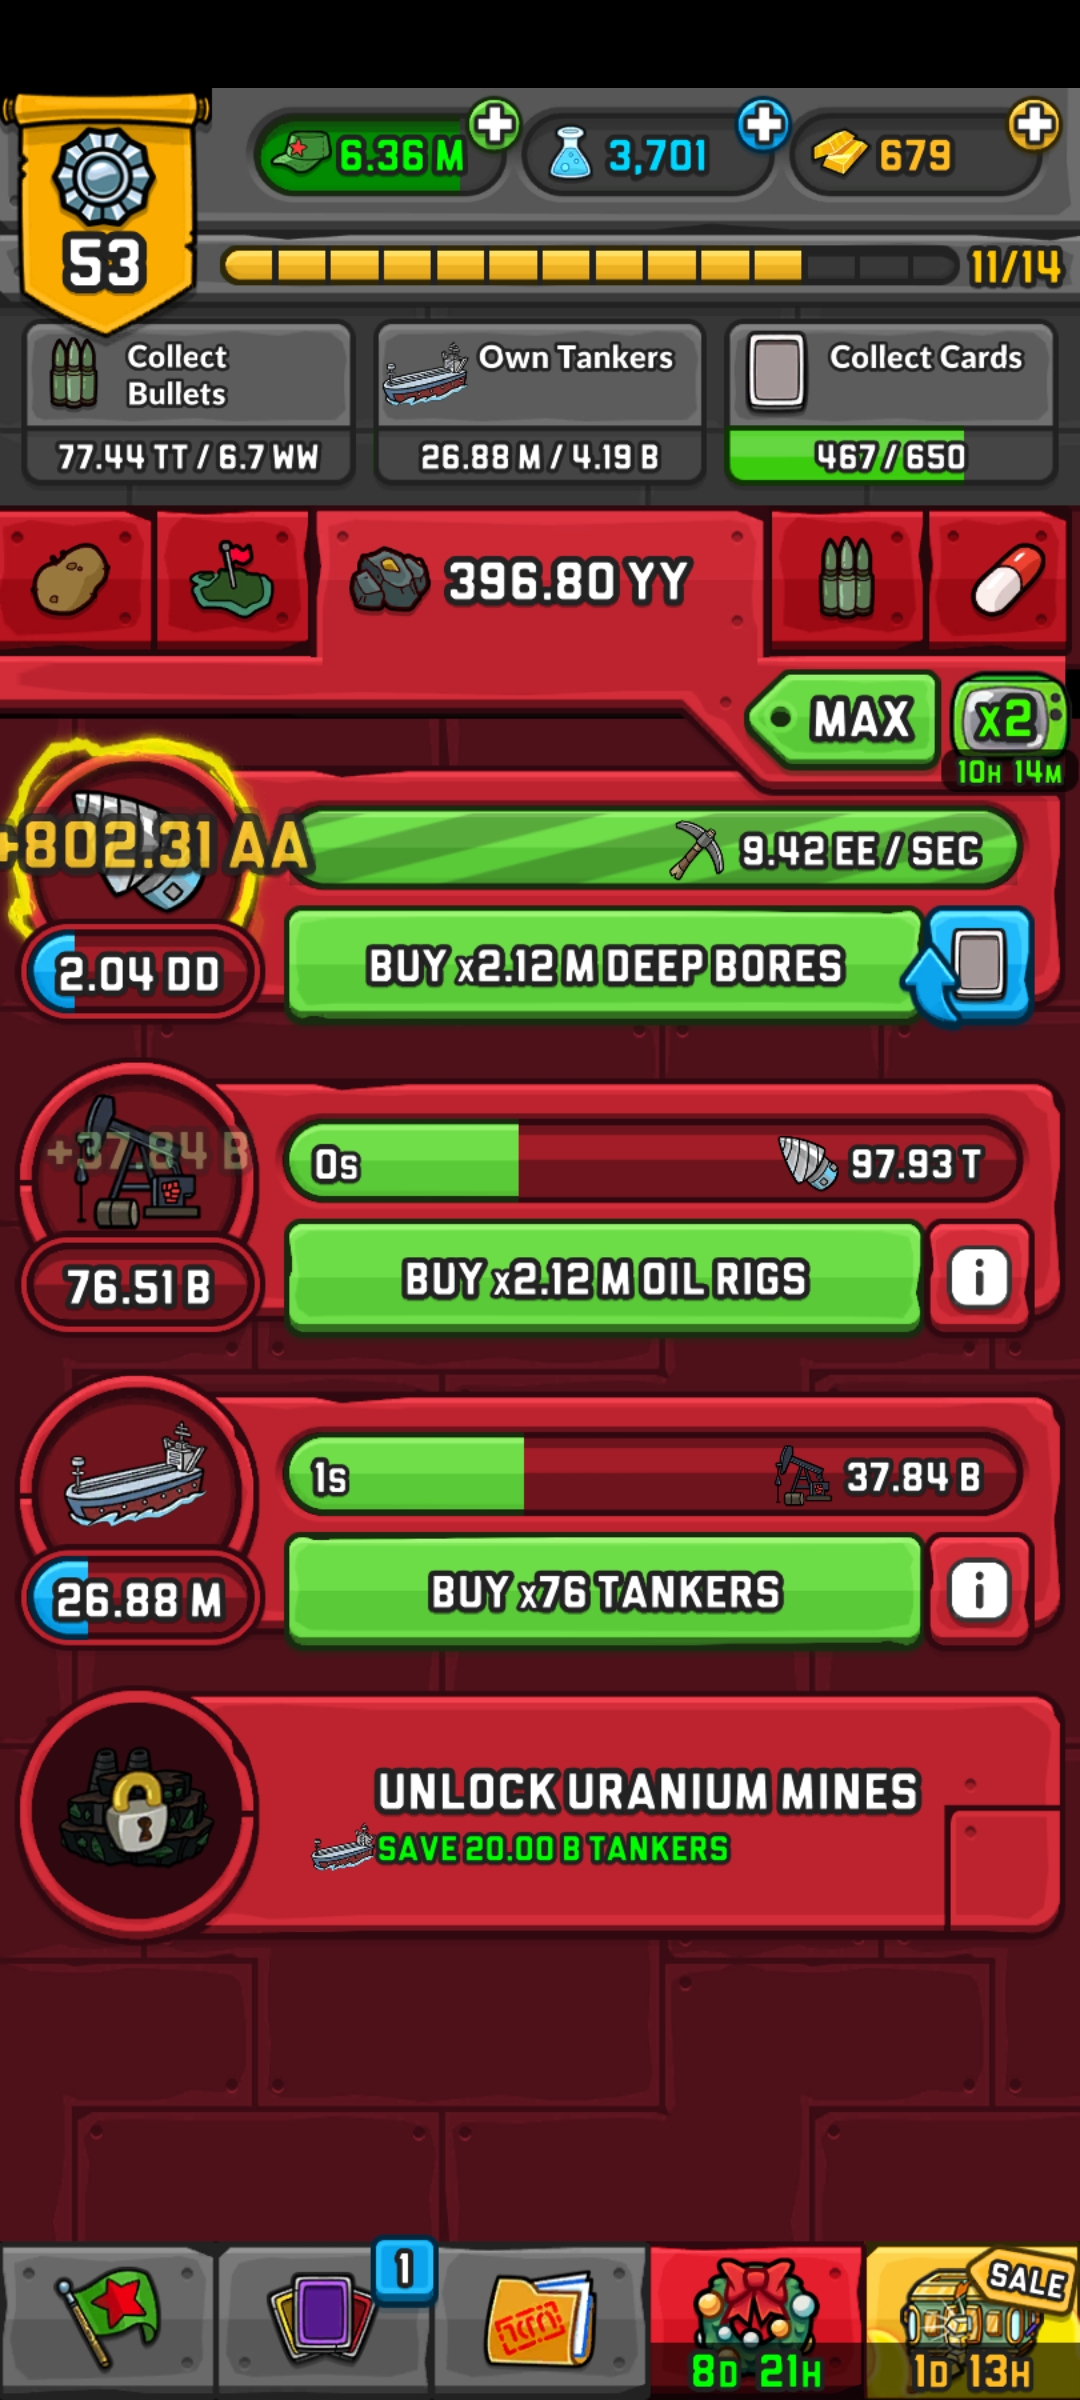 6.36 M
3,701
679
53
11/14
Collect
Bullets
77.44 TT / 6.7 WW
Own Tankers
26.88 M / 4.19 B
Collect Cards
467 / 650
396.80 YY
MAX
x2
10H 14M
+802.31 AA
9.42 EE / SEC
2.04 DD
BUY x2.12 M DEEP BORES
+37.84 B
0s
97.93 T
76.51 B
BUY x2.12 M OIL RIGS
i
1s
37.84 B
26.88 M
BUY x76 TANKERS
i
UNLOCK URANIUM MINES
SAVE 20.00 B TANKERS
1
SALE
8D 21H
1D 13H